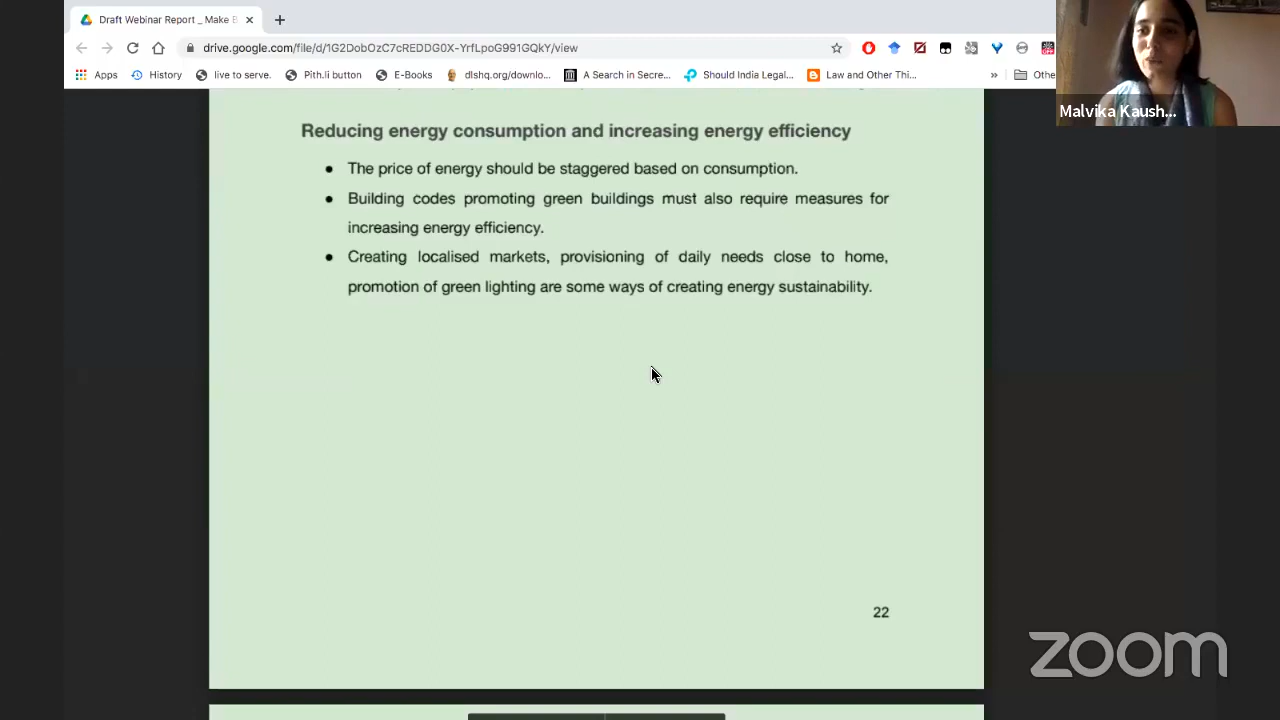 Draft Webinar Report _ Make B
drive.google.com/file/d/1G2DobOzC7cREDDG0X-YrfLpoG991GQkY/view
Apps
History
live to serve.
Pith.li button
E-Books
dlshq.org/downlo...
A Search in Secre...
Should India Legal...
Law and Other Thi...
»
Othe
Malvika Kaush...
Reducing energy consumption and increasing energy efficiency
● The price of energy should be staggered based on consumption.
● Building codes promoting green buildings must also require measures for
increasing energy efficiency.
● Creating localised markets, provisioning of daily needs close to home,
promotion of green lighting are some ways of creating energy sustainability.
22
zoom